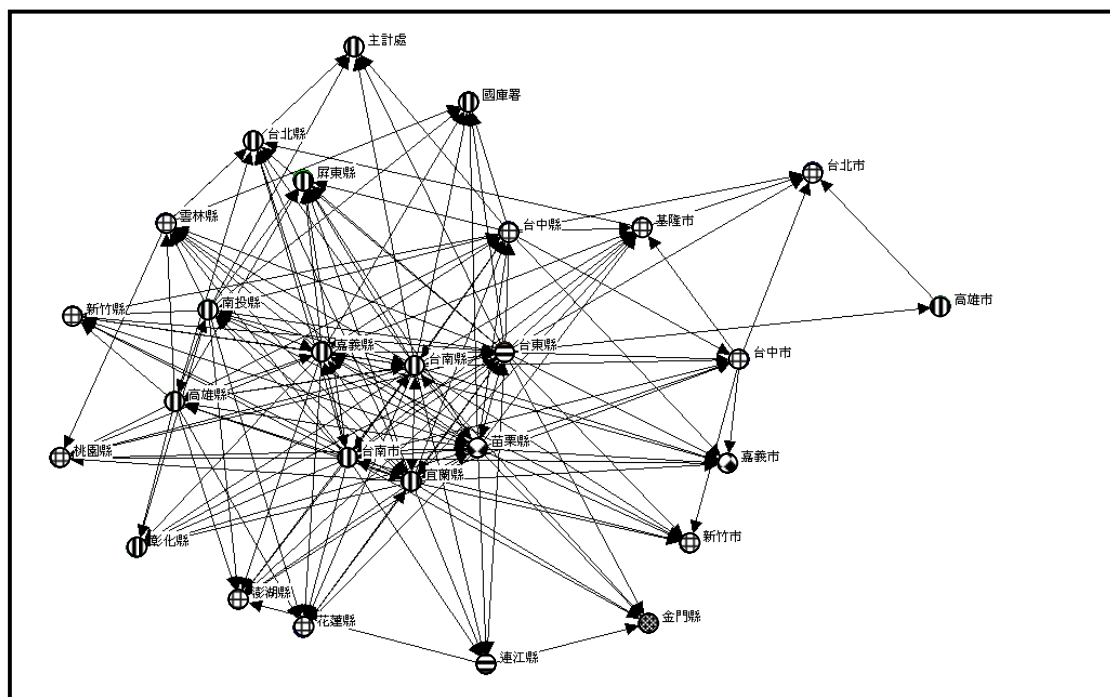 主計處
國庫署
台北縣
屏東縣
台北市
雲林縣
台中縣
基隆市
新竹縣
南投縣
高雄市
嘉義縣
台南縣
台東縣
台中市
高雄縣
桃園縣
台南市
苗栗縣
嘉義市
宜蘭縣
彰化縣
新竹市
澎湖縣
花蓮縣
金門縣
連江縣